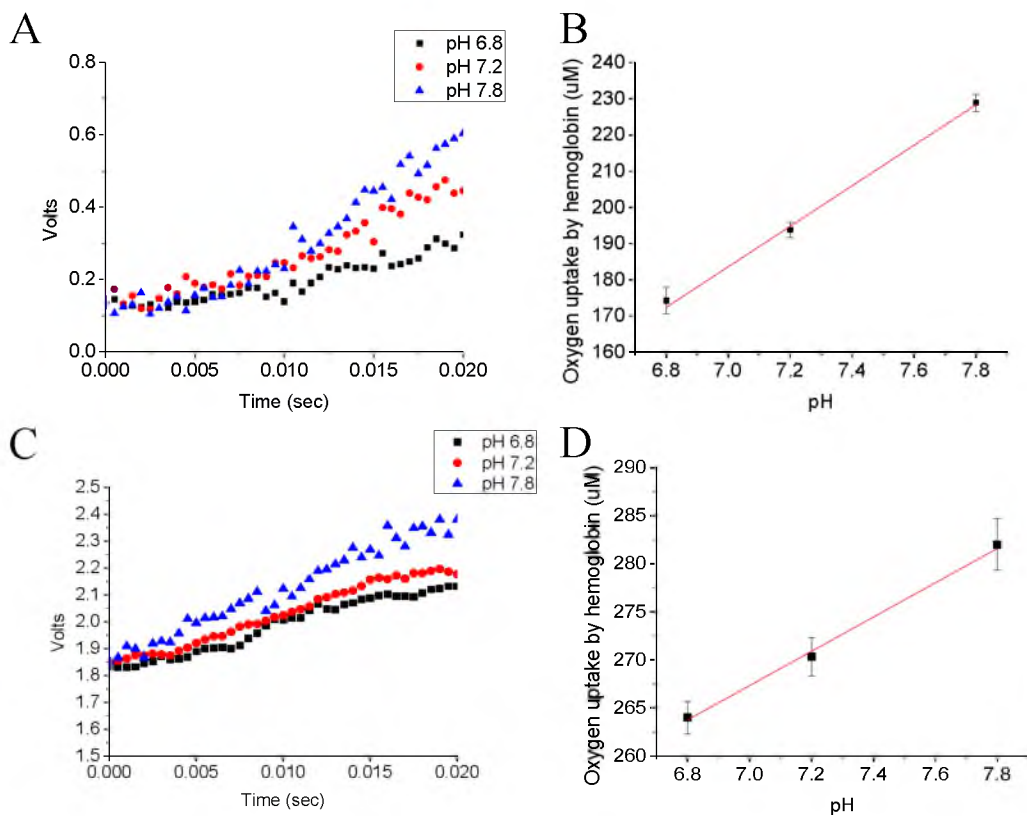 A
pH 6.8
pH 7.2
pH 7.8
0.8
0.6
0.4
0.2
0.0
Volts
0.000 0.005 0.010 0.015 0.020
Time (sec)
B
240
230
220
210
200
190
180
170
160
Oxygen uptake by hemoglobin (uM)
6.8 7.0 7.2 7.4 7.6 7.8
pH
C
pH 6.8
pH 7.2
pH 7.8
2.5
2.4
2.3
2.2
2.1
2.0
1.9
1.8
1.7
1.6
1.5
Volts
0.000 0.005 0.010 0.015 0.020
Time (sec)
D
290
285
280
275
270
265
260
Oxygen uptake by hemoglobin (uM)
6.8 7.0 7.2 7.4 7.6 7.8
pH